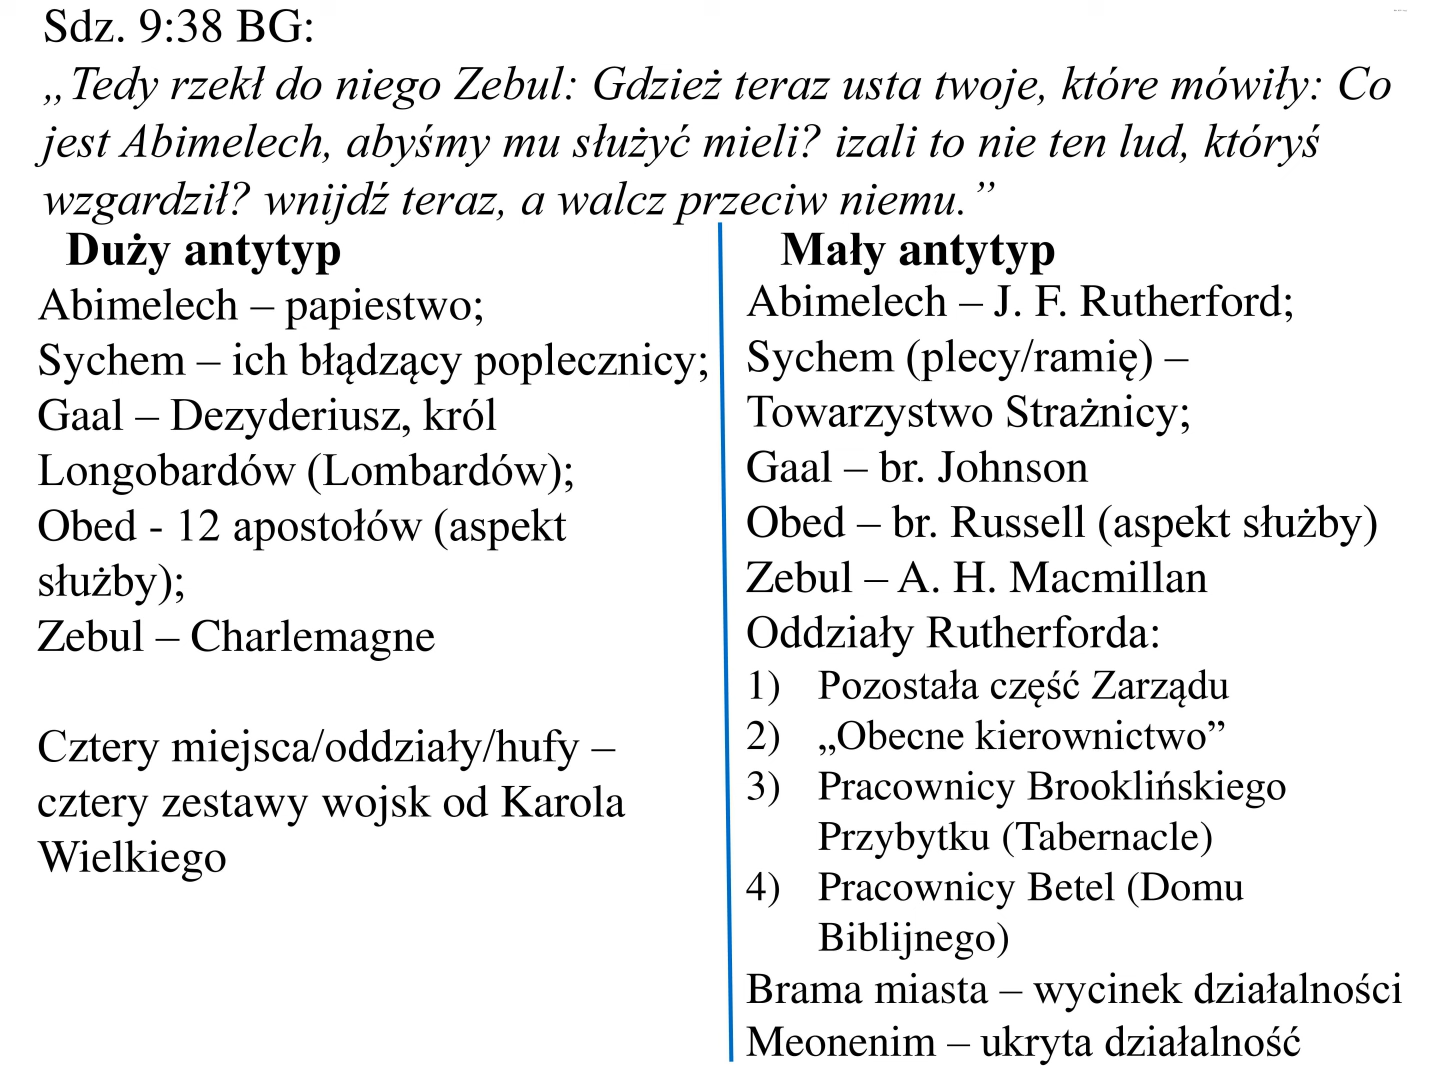 Sdz. 9:38 BG:
„Tedy rzekł do niego Zebul: Gdzież teraz usta twoje, które mówiły: Co
jest Abimelech, abyśmy mu służyć mieli? izali to nie ten lud, któryś
wzgardził? wnijdź teraz, a walcz przeciw niemu.”
Duży antytyp
Abimelech – papiestwo;
Sychem – ich błądzący poplecznicy;
Gaal – Dezyderiusz, król
Longobardów (Lombardów);
Obed - 12 apostołów (aspekt
służby);
Zebul – Charlemagne
Cztery miejsca/oddziały/hufy –
cztery zestawy wojsk od Karola
Wielkiego
Mały antytyp
Abimelech – J. F. Rutherford;
Sychem (plecy/ramię) –
Towarzystwo Strażnicy;
Gaal – br. Johnson
Obed – br. Russell (aspekt służby)
Zebul – A. H. Macmillan
Oddziały Rutherforda:
1) Pozostała część Zarządu
2) „Obecne kierownictwo”
3) Pracownicy Brooklińskiego
Przybytku (Tabernacle)
4) Pracownicy Betel (Domu
Biblijnego)
Brama miasta – wycinek działalności
Meonenim – ukryta działalność